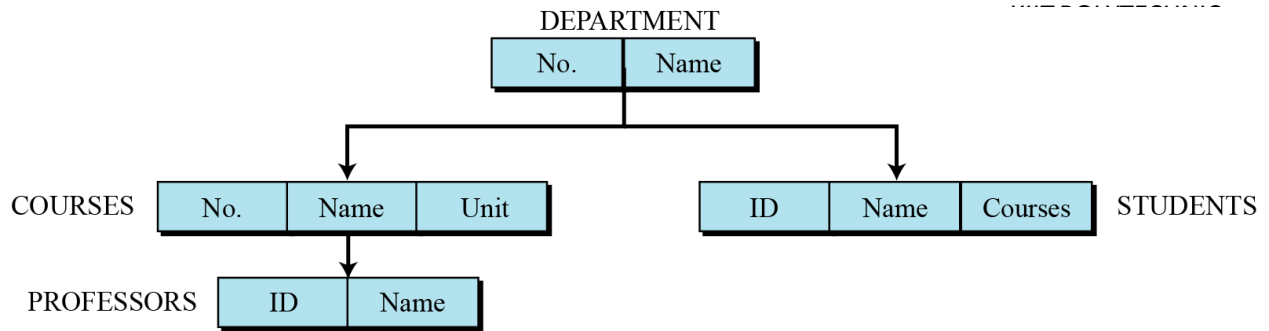 DEPARTMENT
No. Name
COURSES No. Name Unit
ID Name Courses STUDENTS
PROFESSORS ID Name